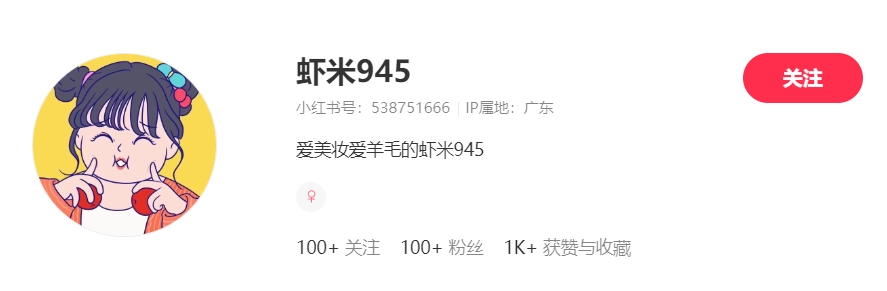 虾米945
关注
小红书号：538751666 IP属地：广东
爱美妆爱羊毛的虾米945
100+ 关注 100+ 粉丝 1K+ 获赞与收藏